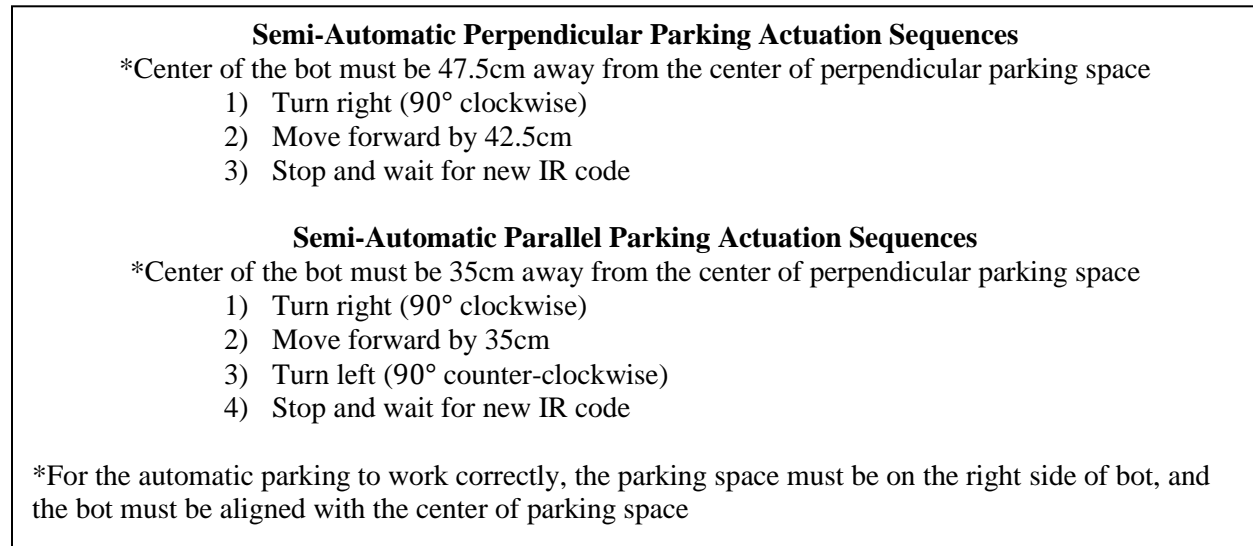 Semi-Automatic Perpendicular Parking Actuation Sequences
*Center of the bot must be 47.5cm away from the center of perpendicular parking space
1) Turn right (90° clockwise)
2) Move forward by 42.5cm
3) Stop and wait for new IR code
Semi-Automatic Parallel Parking Actuation Sequences
*Center of the bot must be 35cm away from the center of perpendicular parking space
1) Turn right (90° clockwise)
2) Move forward by 35cm
3) Turn left (90° counter-clockwise)
4) Stop and wait for new IR code
*For the automatic parking to work correctly, the parking space must be on the right side of bot, and
the bot must be aligned with the center of parking space